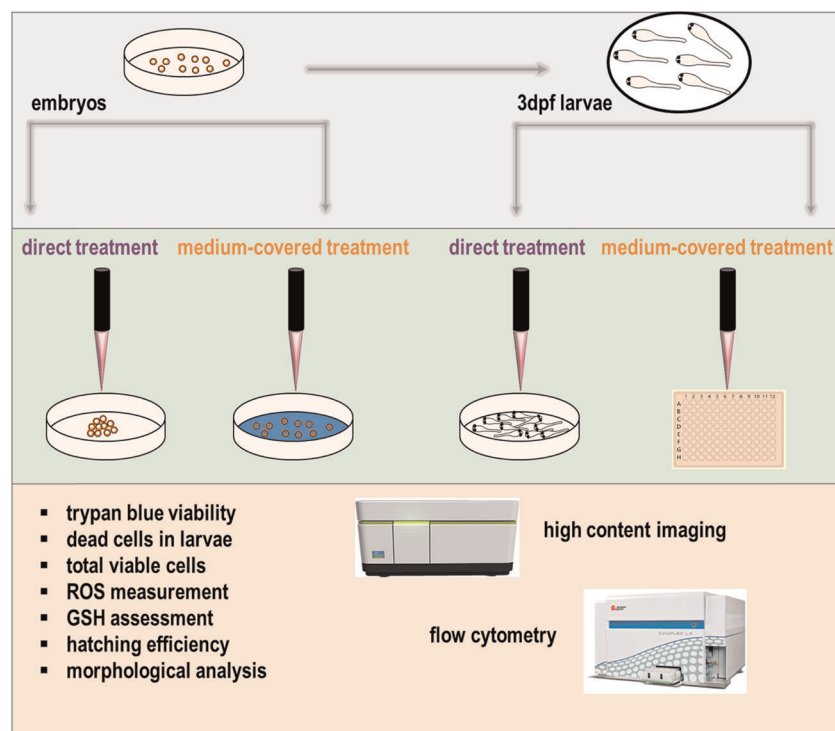 embryos
3dpf larvae
direct treatment
medium-covered treatment
direct treatment
medium-covered treatment
1 2 3 4 5 6 7 8 9 10 11 12
A
B
C
D
E
F
G
H
▪ trypan blue viability
▪ dead cells in larvae
▪ total viable cells
▪ ROS measurement
▪ GSH assessment
▪ hatching efficiency
▪ morphological analysis
high content imaging
flow cytometry